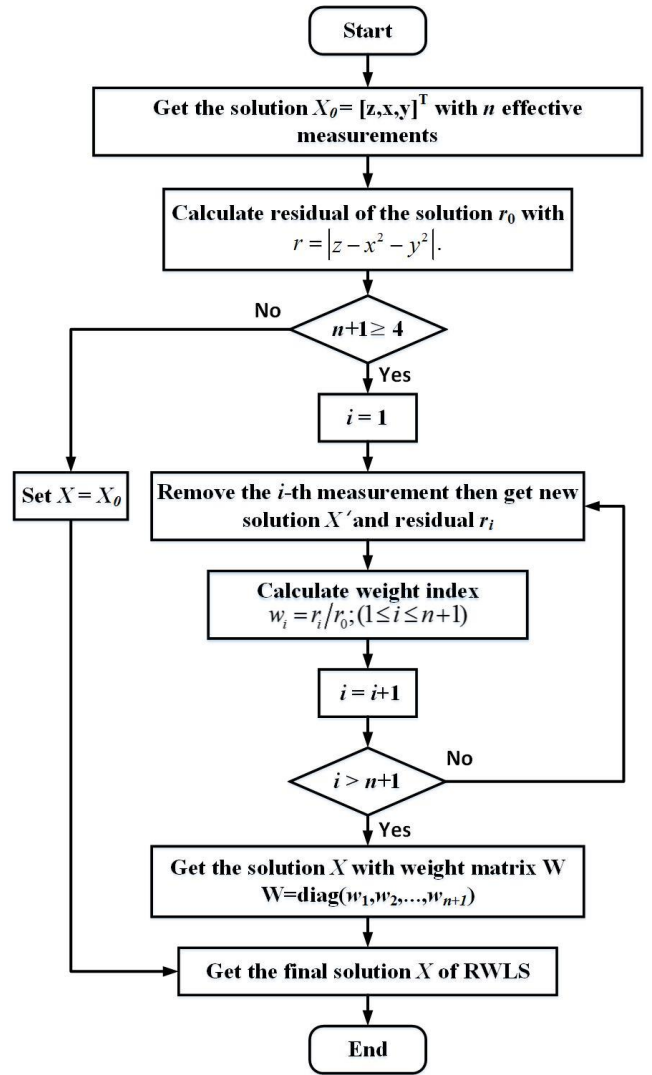 Start
Get the solution X₀ = [z,x,y]ᵀ with n effective
measurements
Calculate residual of the solution r₀ with
r = |z − x² − y²|.
No
n+1 ≥ 4
Yes
i = 1
Set X = X₀
Remove the i-th measurement then get new
solution X′ and residual rᵢ
Calculate weight index
wᵢ = rᵢ/r₀;(1≤i≤n+1)
i = i+1
No
i > n+1
Yes
Get the solution X with weight matrix W
W=diag(w₁,w₂,...,wₙ₊₁)
Get the final solution X of RWLS
End